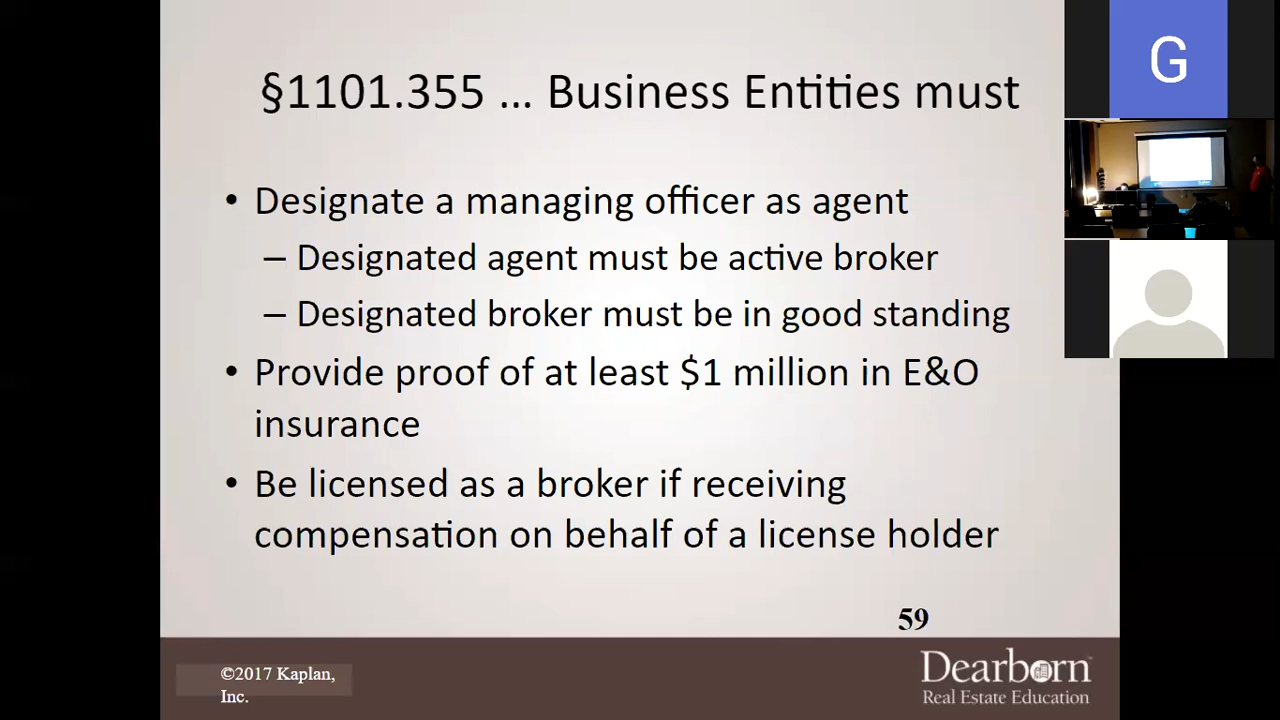 §1101.355 ... Business Entities must
• Designate a managing officer as agent
– Designated agent must be active broker
– Designated broker must be in good standing
• Provide proof of at least $1 million in E&O
insurance
• Be licensed as a broker if receiving
compensation on behalf of a license holder
59
©2017 Kaplan,
Inc.
Dearborn
Real Estate Education
G